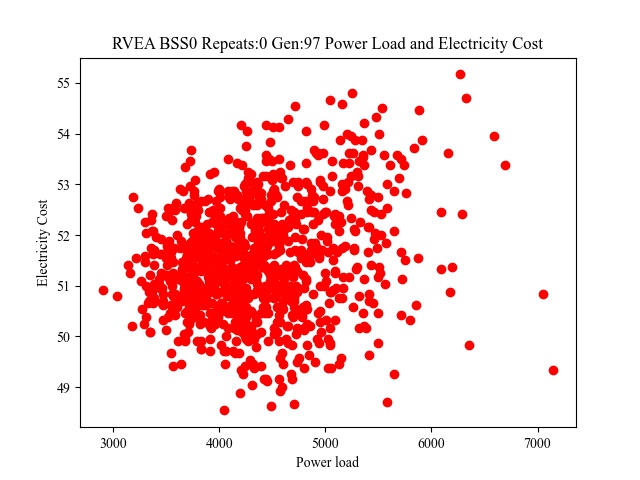 RVEA BSS0 Repeats:0 Gen:97 Power Load and Electricity Cost
55
54
53
52
51
50
49
Electricity Cost
3000 4000 5000 6000 7000
Power load